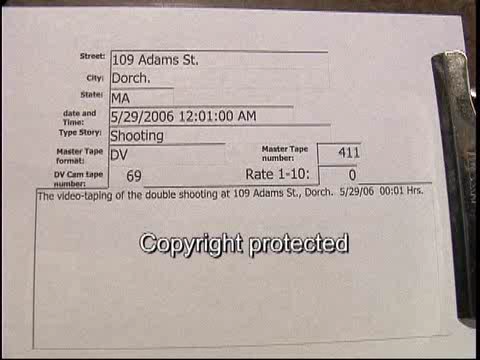 Street: 109 Adams St.
City: Dorch.
State: MA
date and Time: 5/29/2006 12:01:00 AM
Type Story: Shooting
Master Tape format: DV Master Tape number: 411
DV Cam tape number: 69 Rate 1-10: 0
The video-taping of the double shooting at 109 Adams St., Dorch. 5/29/06 00:01 Hrs.
Copyright protected